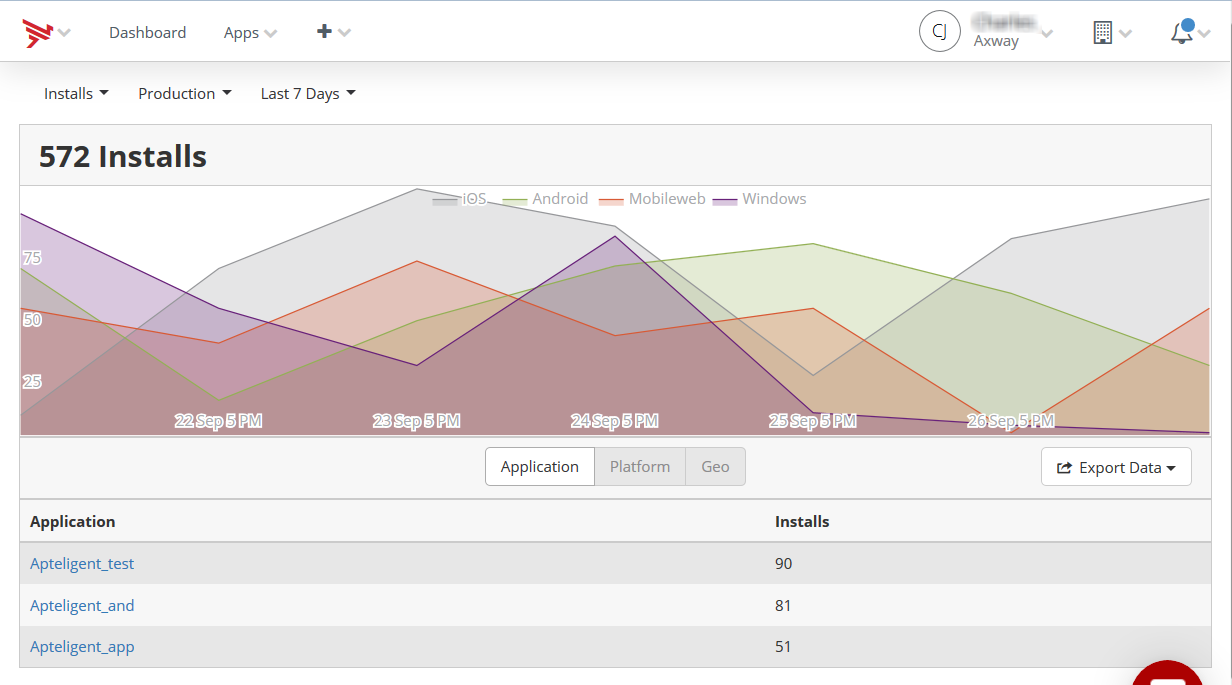 Dashboard Apps
CJ
Axway
Installs Production Last 7 Days
572 Installs
iOS Android Mobileweb Windows
75
50
25
22 Sep 5 PM 23 Sep 5 PM 24 Sep 5 PM 25 Sep 5 PM 26 Sep 5 PM
Application Platform Geo Export Data
Application Installs
Apteligent_test 90
Apteligent_and 81
Apteligent_app 51